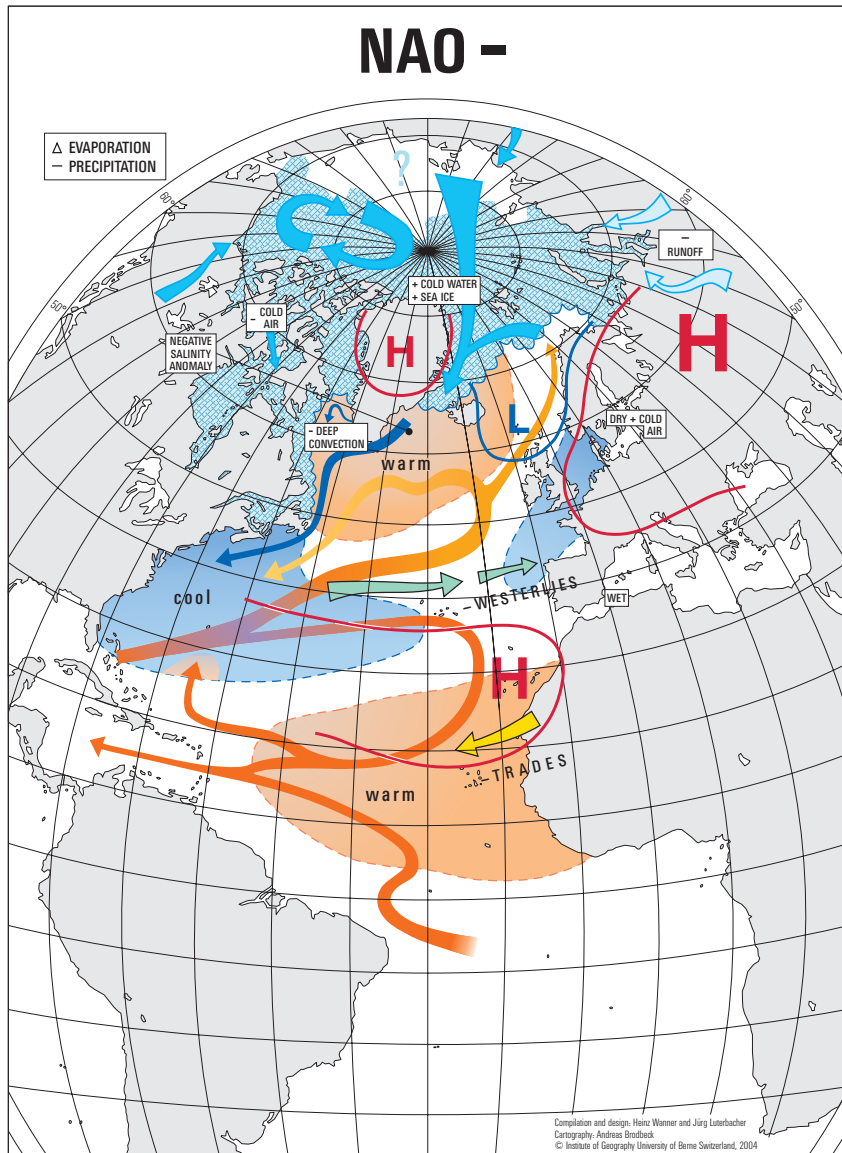 NAO -
△ EVAPORATION
– PRECIPITATION
?
60°
60°
50°
50°
–
RUNOFF
+ COLD WATER
+ SEA ICE
– COLD
AIR
NEGATIVE
SALINITY
ANOMALY
H
H
L
DRY + COLD
AIR
- DEEP
CONVECTION
warm
cool
–WESTERLIES
WET
H
–TRADES
warm
Compilation and design: Heinz Wanner and Jürg Luterbacher
Cartography: Andreas Brodbeck
© Institute of Geography University of Berne Switzerland, 2004